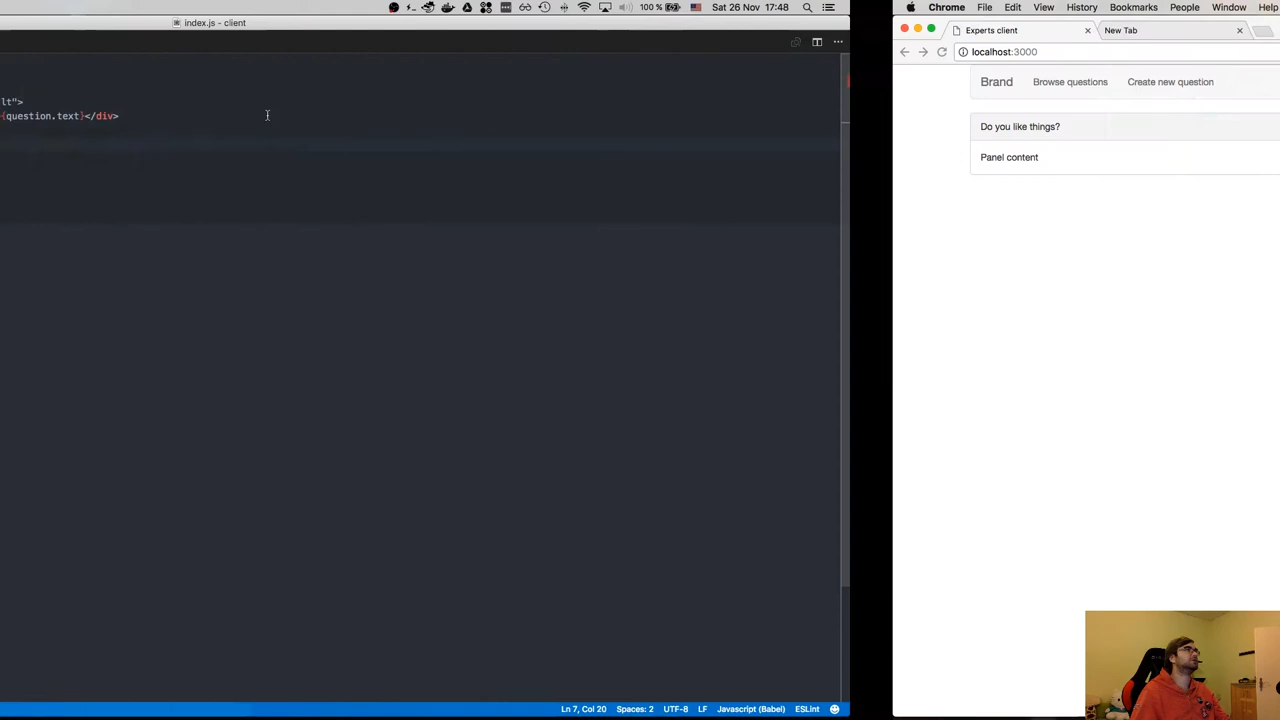 100 %
Sat 26 Nov 17:48
Chrome File Edit View History Bookmarks People Window Help
index.js - client
Experts client
New Tab
localhost:3000
Brand Browse questions Create new question
lt">
{question.text}</div>
Do you like things?
Panel content
Ln 7, Col 20 Spaces: 2 UTF-8 LF Javascript (Babel) ESLint